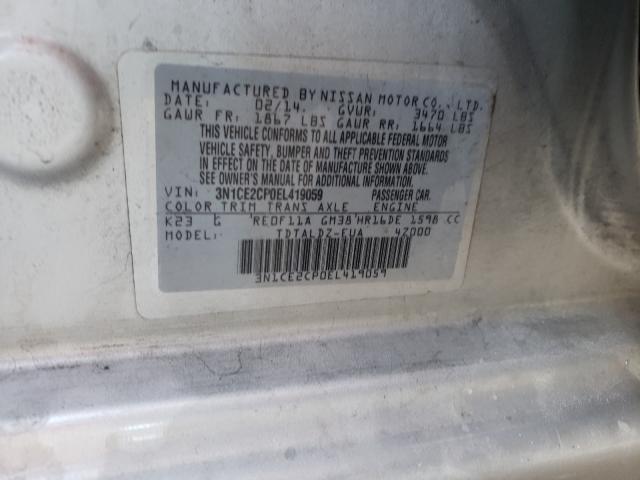 MANUFACTURED BY NISSAN MOTOR CO., LTD.
DATE: 02/14 GVWR: 3470 LBS
GAWR FR: 1867 LBS GAWR RR: 1664 LBS
THIS VEHICLE CONFORMS TO ALL APPLICABLE FEDERAL MOTOR
VEHICLE SAFETY, BUMPER AND THEFT PREVENTION STANDARDS
IN EFFECT ON THE DATE OF MANUFACTURE SHOWN ABOVE.
SEE OWNER'S MANUAL FOR ADDITIONAL INFORMATION.
VIN: 3N1CE2CP0EL419059 PASSENGER CAR.
COLOR TRIM TRANS AXLE ENGINE
K23 G RE0F11A GM38 HR16DE 1598 CC
MODEL: TDTALDZ-EUA 42000
3N1CE2CP0EL419059